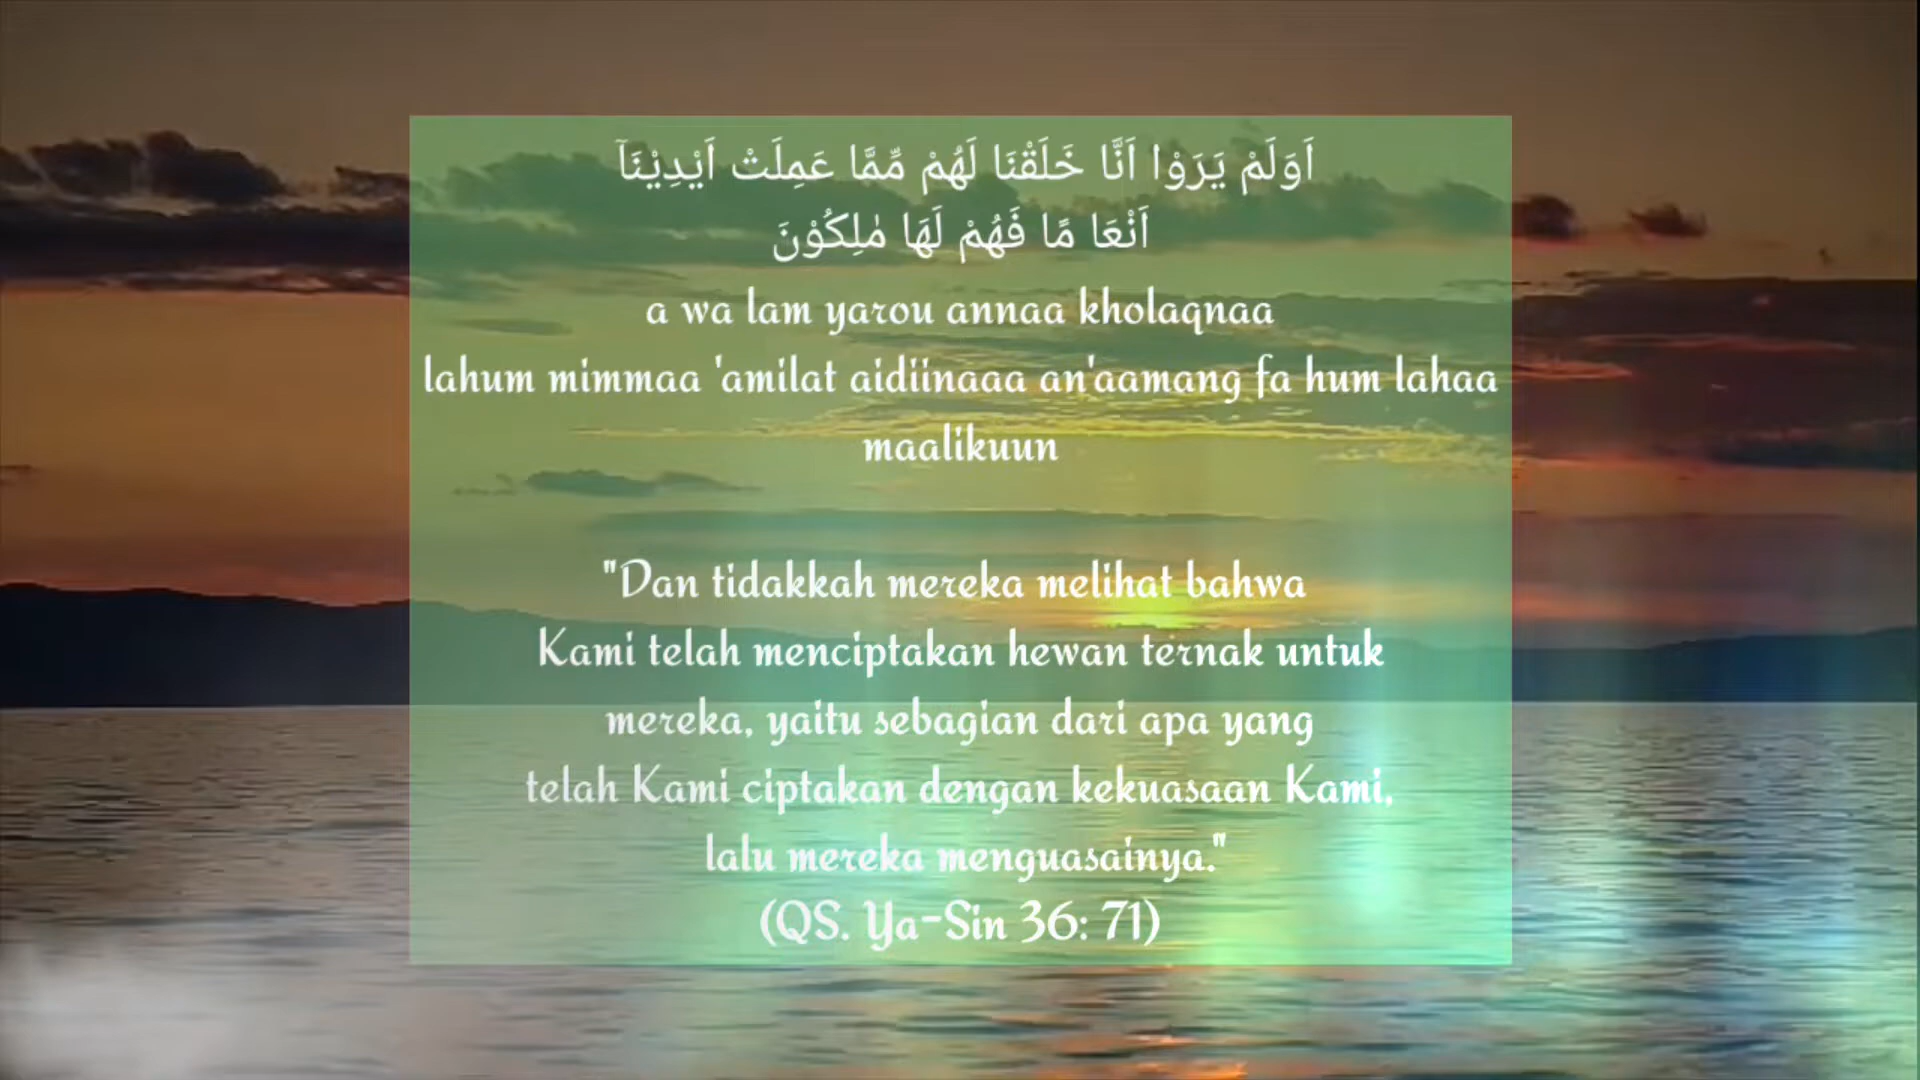 اَوَلَمْ يَرَوْا اَنَّا خَلَقْنَا لَهُمْ مِّمَّا عَمِلَتْ اَيْدِيْنَاۤ
اَنْعَا مًا فَهُمْ لَهَا مٰلِكُوْنَ
a wa lam yarou annaa kholaqnaa
lahum mimmaa 'amilat aidiinaaa an'aamang fa hum lahaa
maalikuun
"Dan tidakkah mereka melihat bahwa
Kami telah menciptakan hewan ternak untuk
mereka, yaitu sebagian dari apa yang
telah Kami ciptakan dengan kekuasaan Kami,
lalu mereka menguasainya."
(QS. Ya-Sin 36: 71)